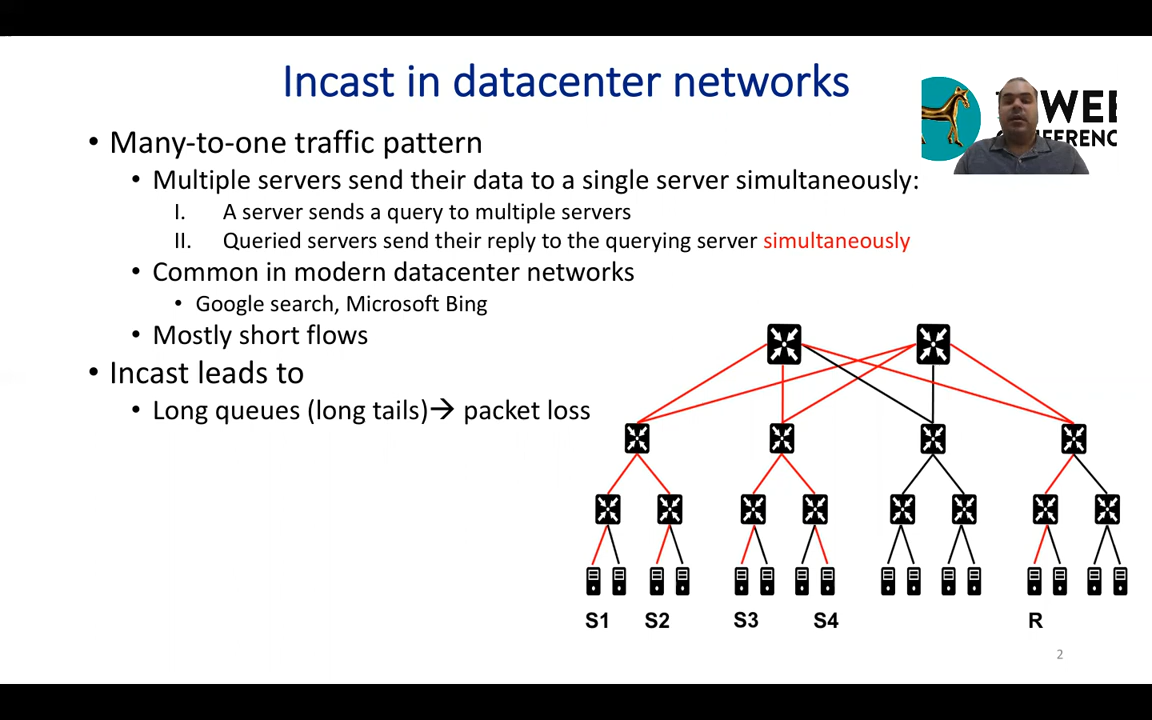 Incast in datacenter networks
• Many-to-one traffic pattern
• Multiple servers send their data to a single server simultaneously:
I. A server sends a query to multiple servers
II. Queried servers send their reply to the querying server simultaneously
• Common in modern datacenter networks
• Google search, Microsoft Bing
• Mostly short flows
• Incast leads to
• Long queues (long tails)→ packet loss
S1 S2 S3 S4 R
2